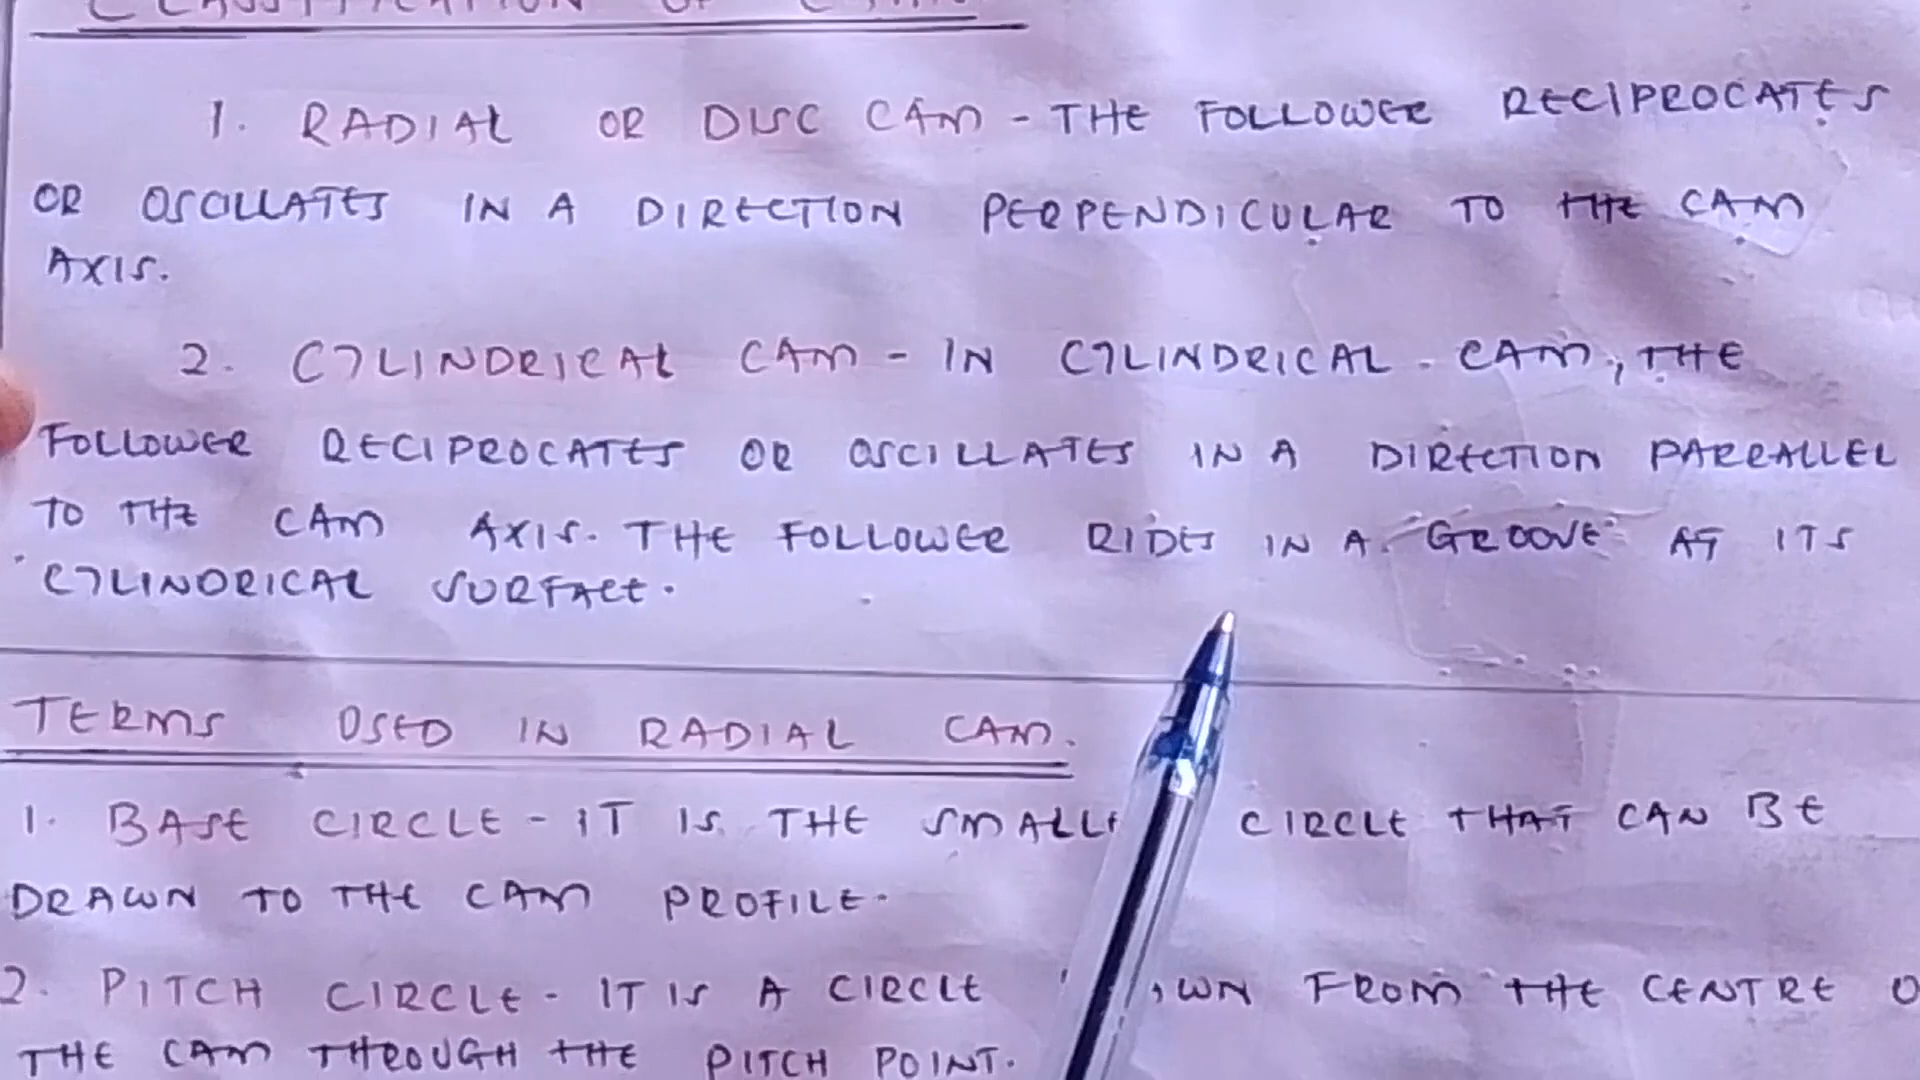 CLASSIFICATION OF CAM
1. RADIAL OR DISC CAM - THE FOLLOWER RECIPROCATES
OR OSCILLATES IN A DIRECTION PERPENDICULAR TO THE CAM
AXIS.
2. CYLINDRICAL CAM - IN CYLINDRICAL CAM, THE
FOLLOWER RECIPROCATES OR OSCILLATES IN A DIRECTION PARALLEL
TO THE CAM AXIS. THE FOLLOWER RIDES IN A GROOVE AT ITS
CYLINDRICAL SURFACE.
TERMS USED IN RADIAL CAM.
1. BASE CIRCLE - IT IS THE CIRCLE THAT CAN BE
DRAWN TO THE CAM PROFILE.
2. PITCH CIRCLE - IT IS A CIRCLE FROM THE CENTRE
THE CAM THROUGH THE PITCH POINT.